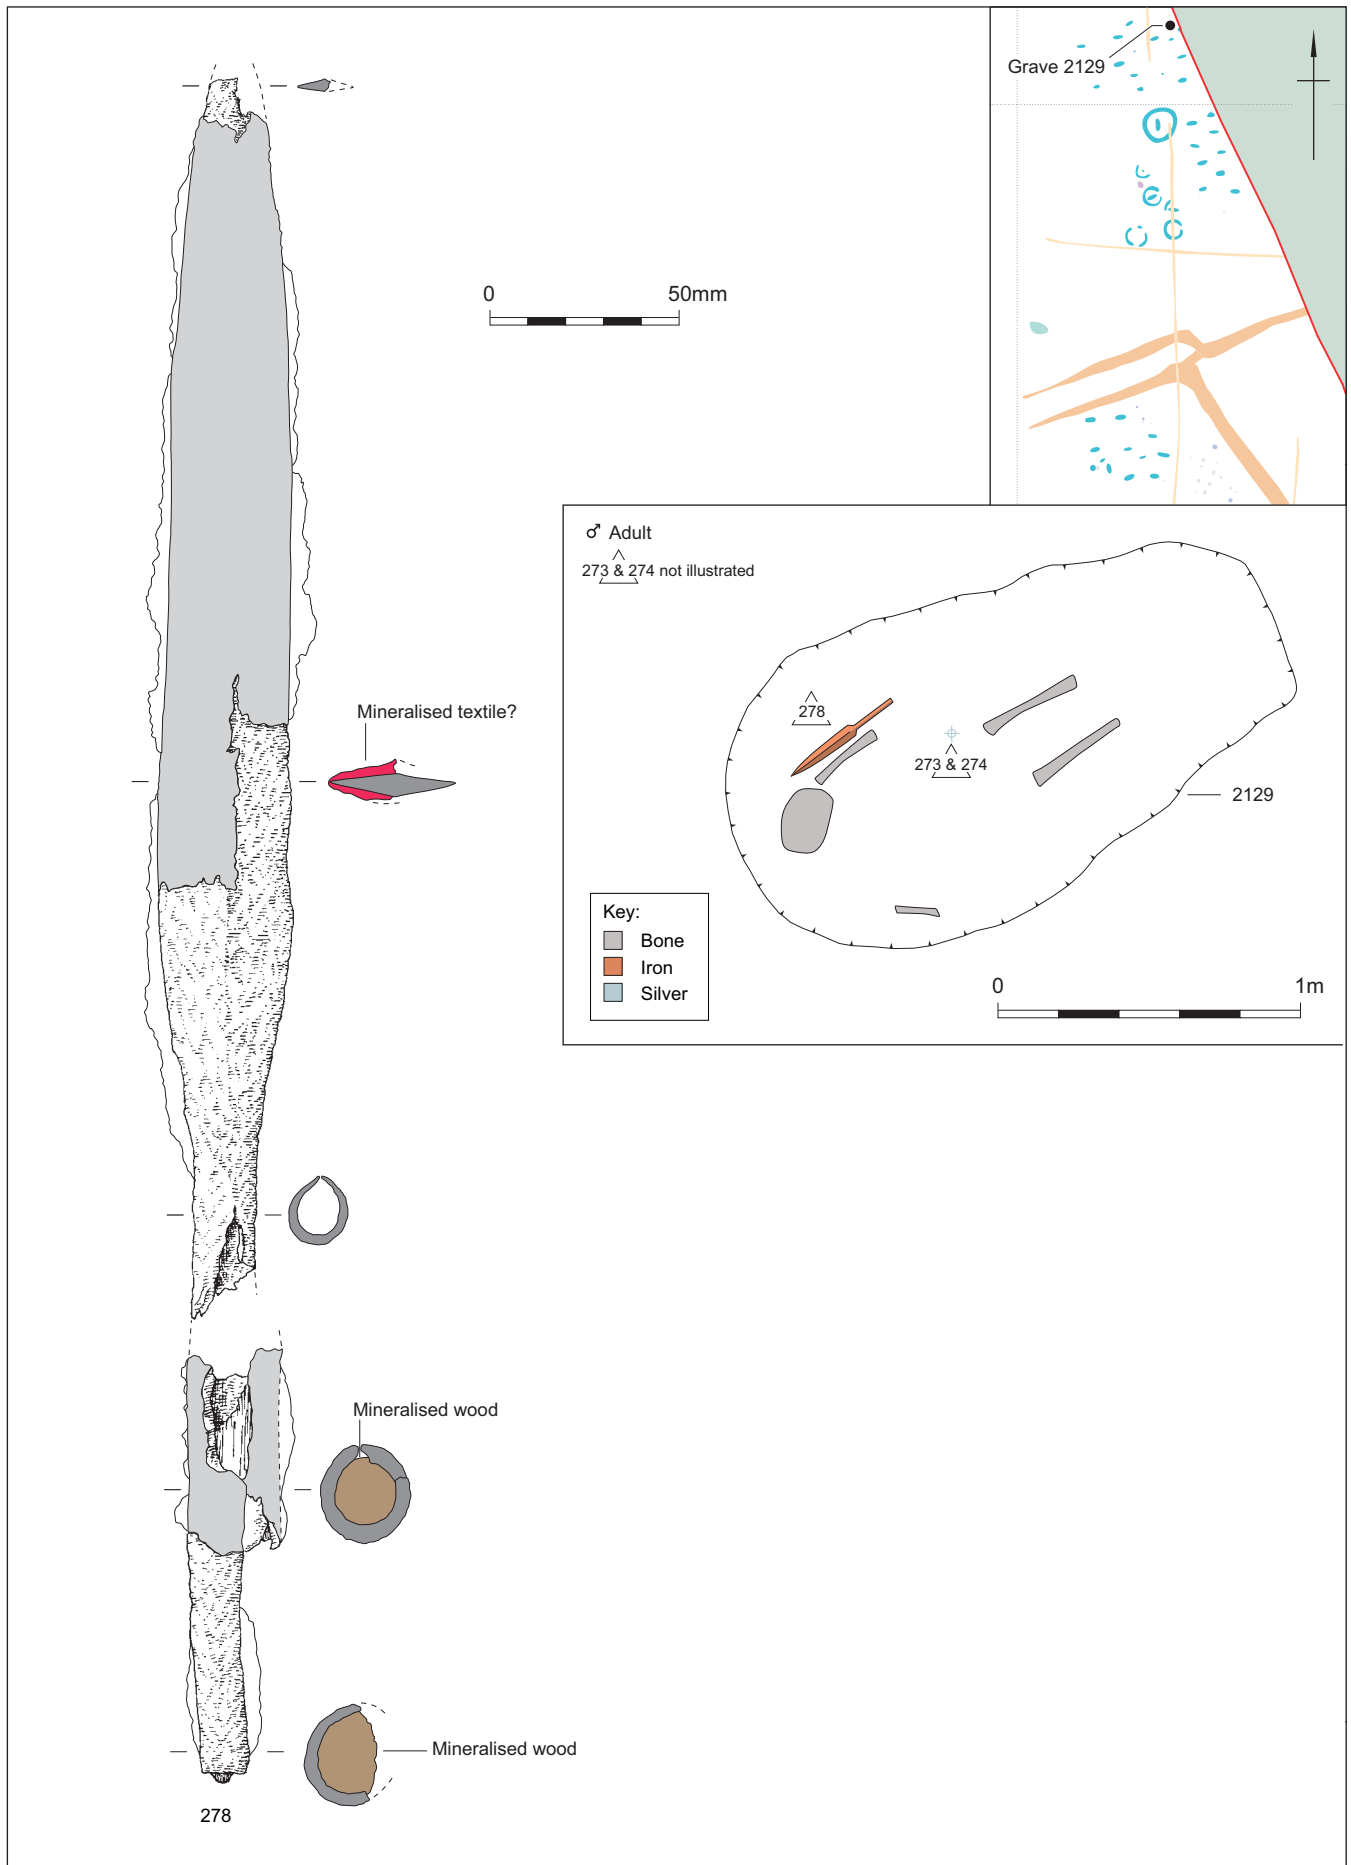 Grave 2129
0 50mm
♂ Adult
273 & 274 not illustrated
Mineralised textile?
278
273 & 274
2129
Key:
Bone
Iron
Silver
0 1m
Mineralised wood
Mineralised wood
278